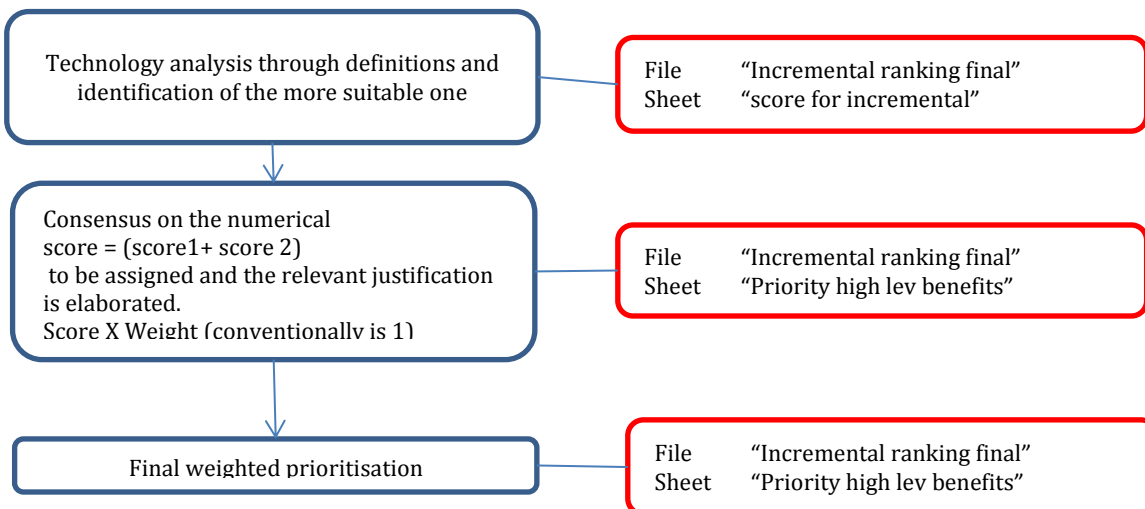 Technology analysis through definitions and
identification of the more suitable one
File “Incremental ranking final”
Sheet “score for incremental”
Consensus on the numerical
score = (score1+ score 2)
to be assigned and the relevant justification
is elaborated.
Score X Weight (conventionally is 1)
File “Incremental ranking final”
Sheet “Priority high lev benefits”
Final weighted prioritisation
File “Incremental ranking final”
Sheet “Priority high lev benefits”